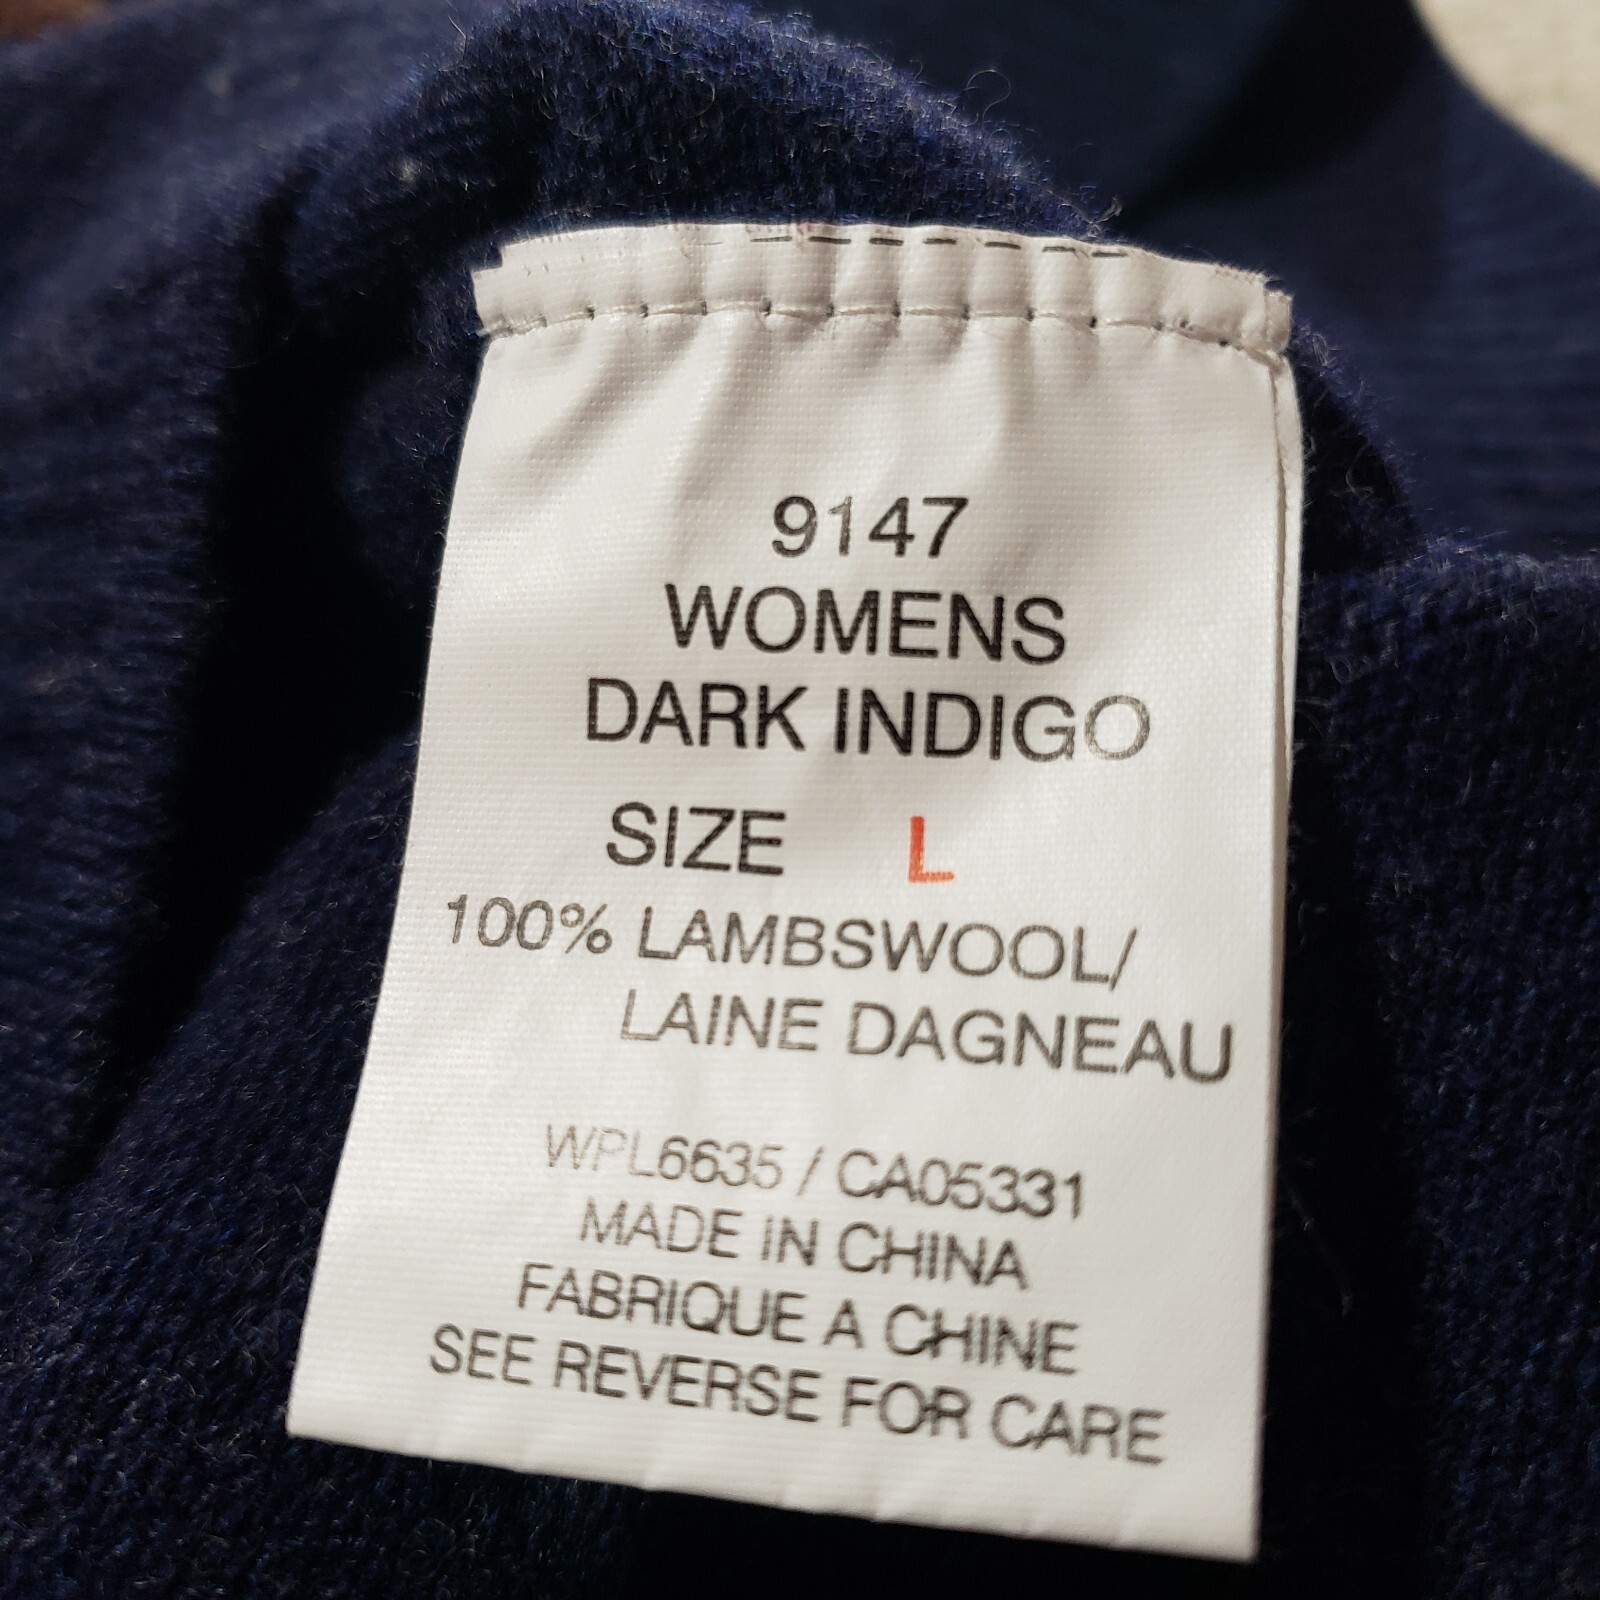 9147
WOMENS
DARK INDIGO
SIZE L
100% LAMBSWOOL/
LAINE DAGNEAU
WPL6635 / CA05331
MADE IN CHINA
FABRIQUE A CHINE
SEE REVERSE FOR CARE